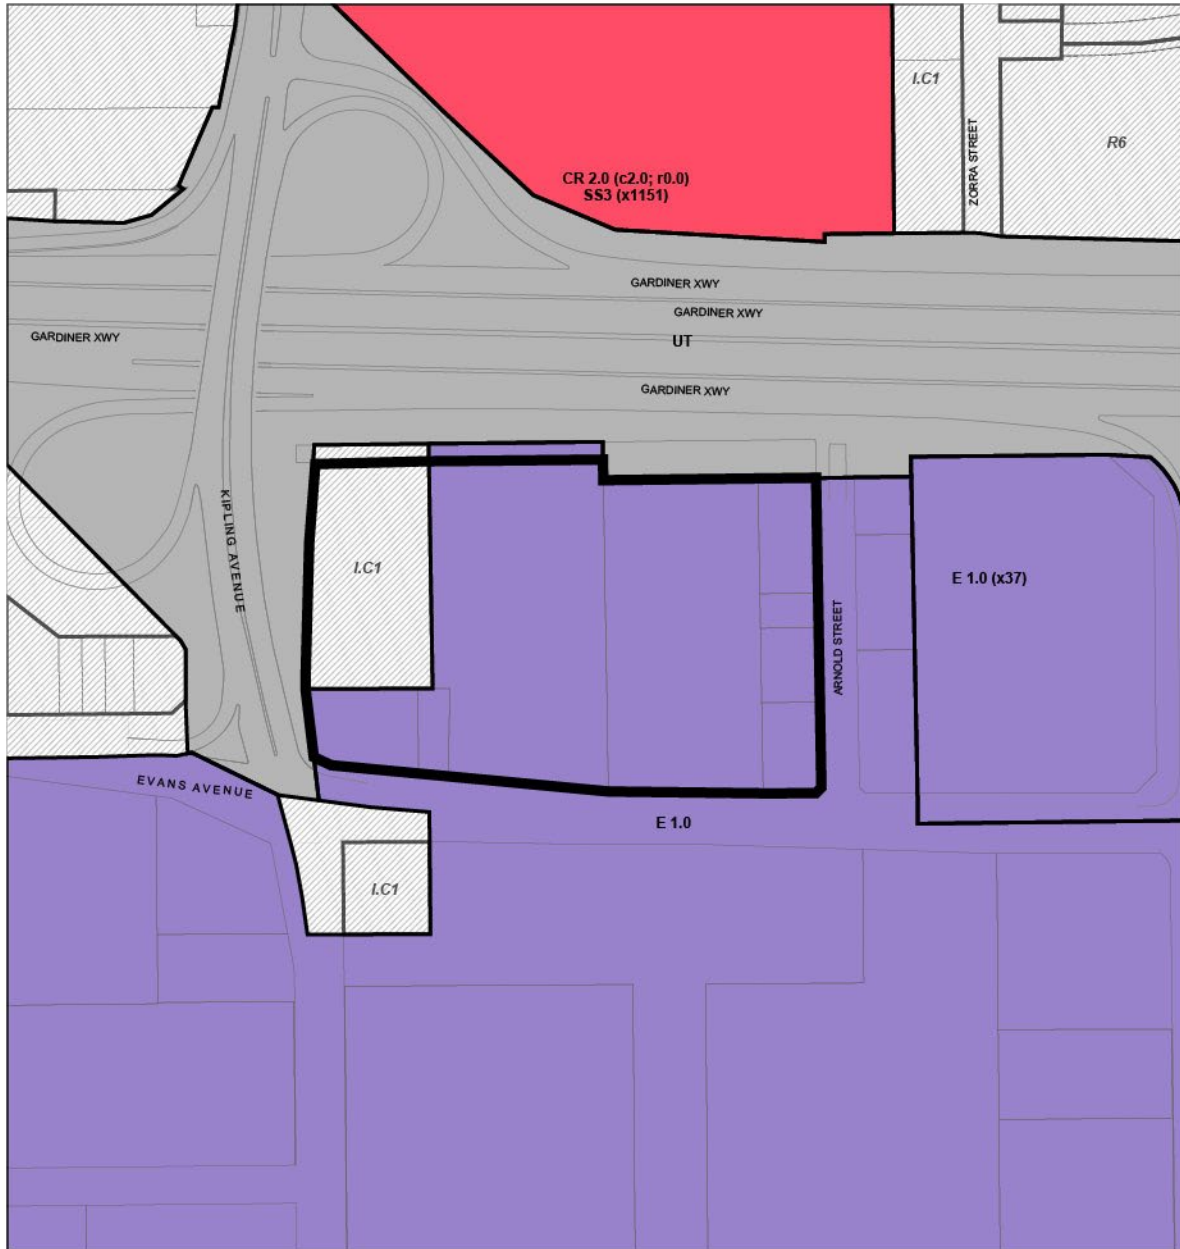 I.C1
ZORRA STREET
R6
CR 2.0 (c2.0; r0.0)
SS3 (x1151)
GARDINER XWY
GARDINER XWY
GARDINER XWY
UT
GARDINER XWY
KIPLING AVENUE
I.C1
E 1.0 (x37)
ARNOLD STREET
EVANS AVENUE
E 1.0
I.C1